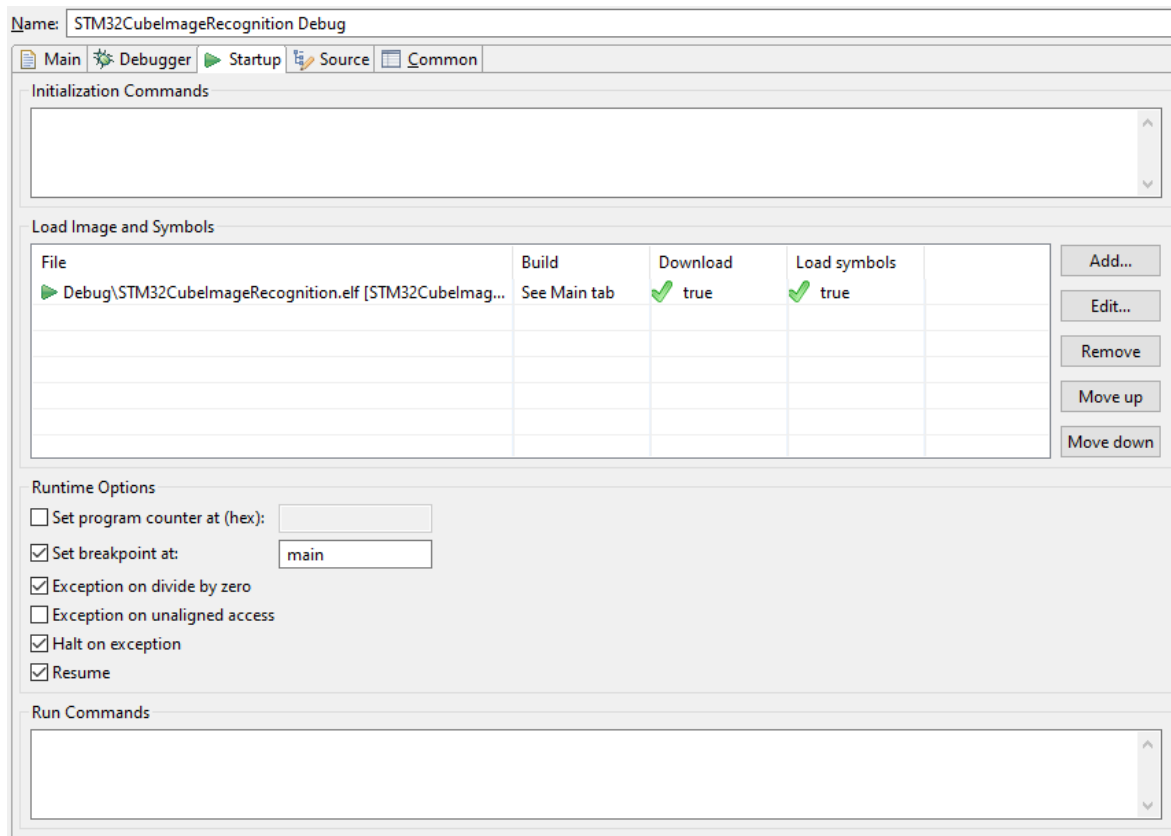 Name: STM32CubeImageRecognition Debug
Main Debugger Startup Source Common
Initialization Commands
Load Image and Symbols
File Build Download Load symbols Add...
Debug\STM32CubeImageRecognition.elf [STM32CubeImag... See Main tab true true
Edit...
Remove
Move up
Move down
Runtime Options
Set program counter at (hex):
Set breakpoint at: main
Exception on divide by zero
Exception on unaligned access
Halt on exception
Resume
Run Commands